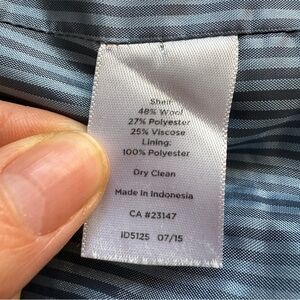 Shell:
48% Wool
27% Polyester
25% Viscose
Lining:
100% Polyester
Dry Clean
Made in Indonesia
CA #23147
ID5125 07/15